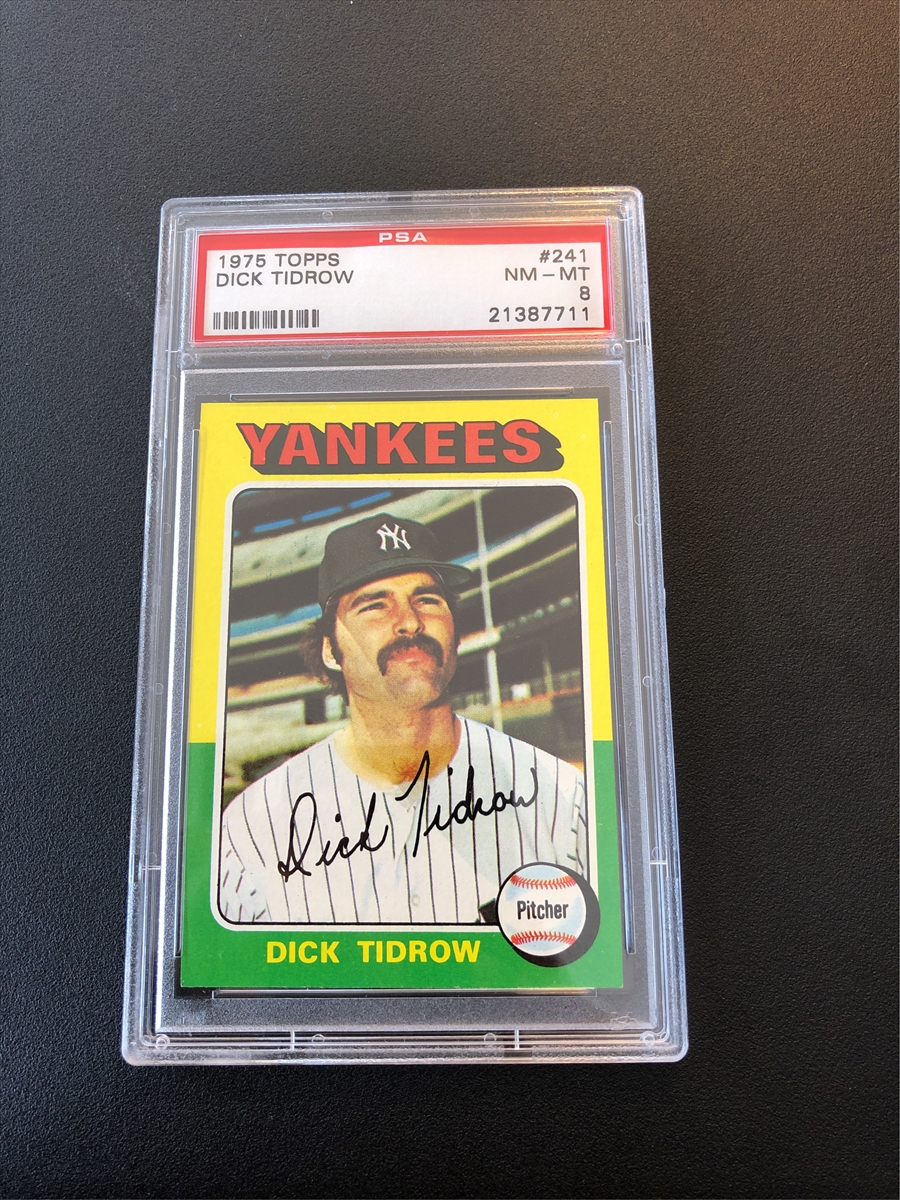 PSA
1975 TOPPS #241
DICK TIDROW NM-MT
8
21387711
YANKEES
NY
Dick Tidrow
Pitcher
DICK TIDROW